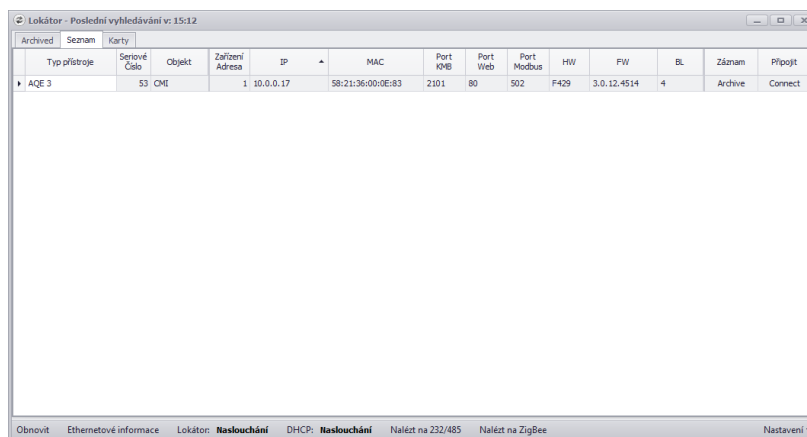 Lokátor - Poslední vyhledávání v: 15:12
Archived Seznam Karty
Typ přístroje Seriové Číslo Objekt Zařízení Adresa IP MAC Port KMB Port Web Port Modbus HW FW BL Záznam Připojit
AQE 3 53 CMI 1 10.0.0.17 58:21:36:00:0E:83 2101 80 502 F429 3.0.12.4514 4 Archive Connect
Obnovit Ethernetové informace Lokátor: Naslouchání DHCP: Naslouchání Nalézt na 232/485 Nalézt na ZigBee Nastavení